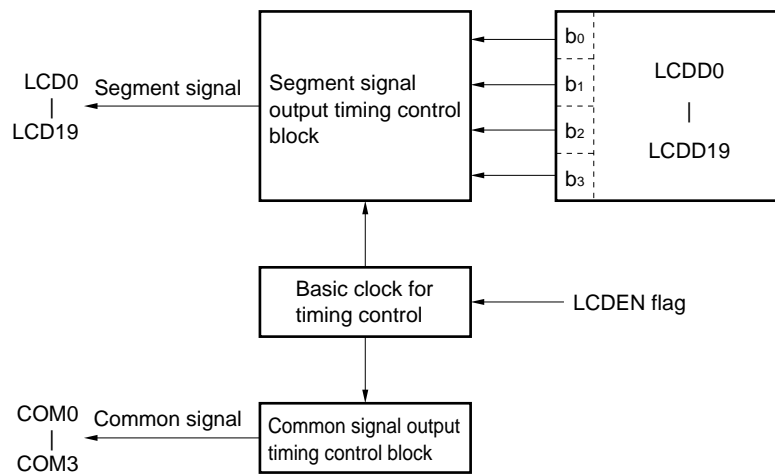 b0
b1
b2
b3
LCDD0
|
LCDD19
Segment signal
output timing control
block
LCD0
|
LCD19
Segment signal
Basic clock for
timing control
LCDEN flag
COM0
|
COM3
Common signal
Common signal output
timing control block